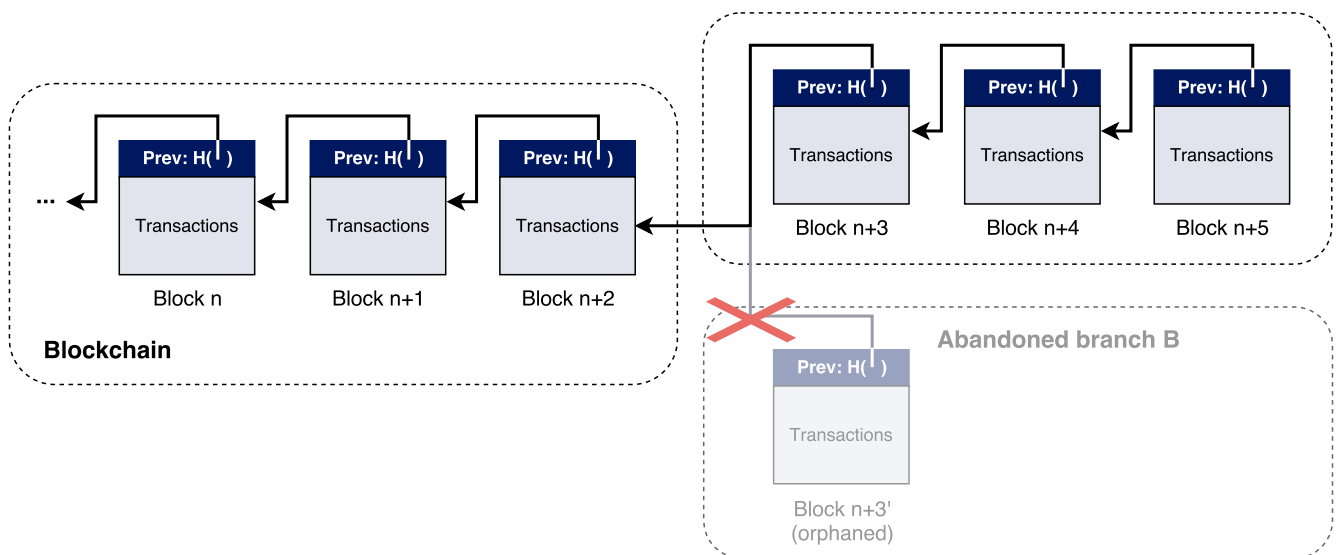 Prev: H( )
Transactions
Block n+3
Prev: H( )
Transactions
Block n+4
Prev: H( )
Transactions
Block n+5
...
Prev: H( )
Transactions
Block n
Prev: H( )
Transactions
Block n+1
Prev: H( )
Transactions
Block n+2
Blockchain
Abandoned branch B
Prev: H( )
Transactions
Block n+3'
(orphaned)